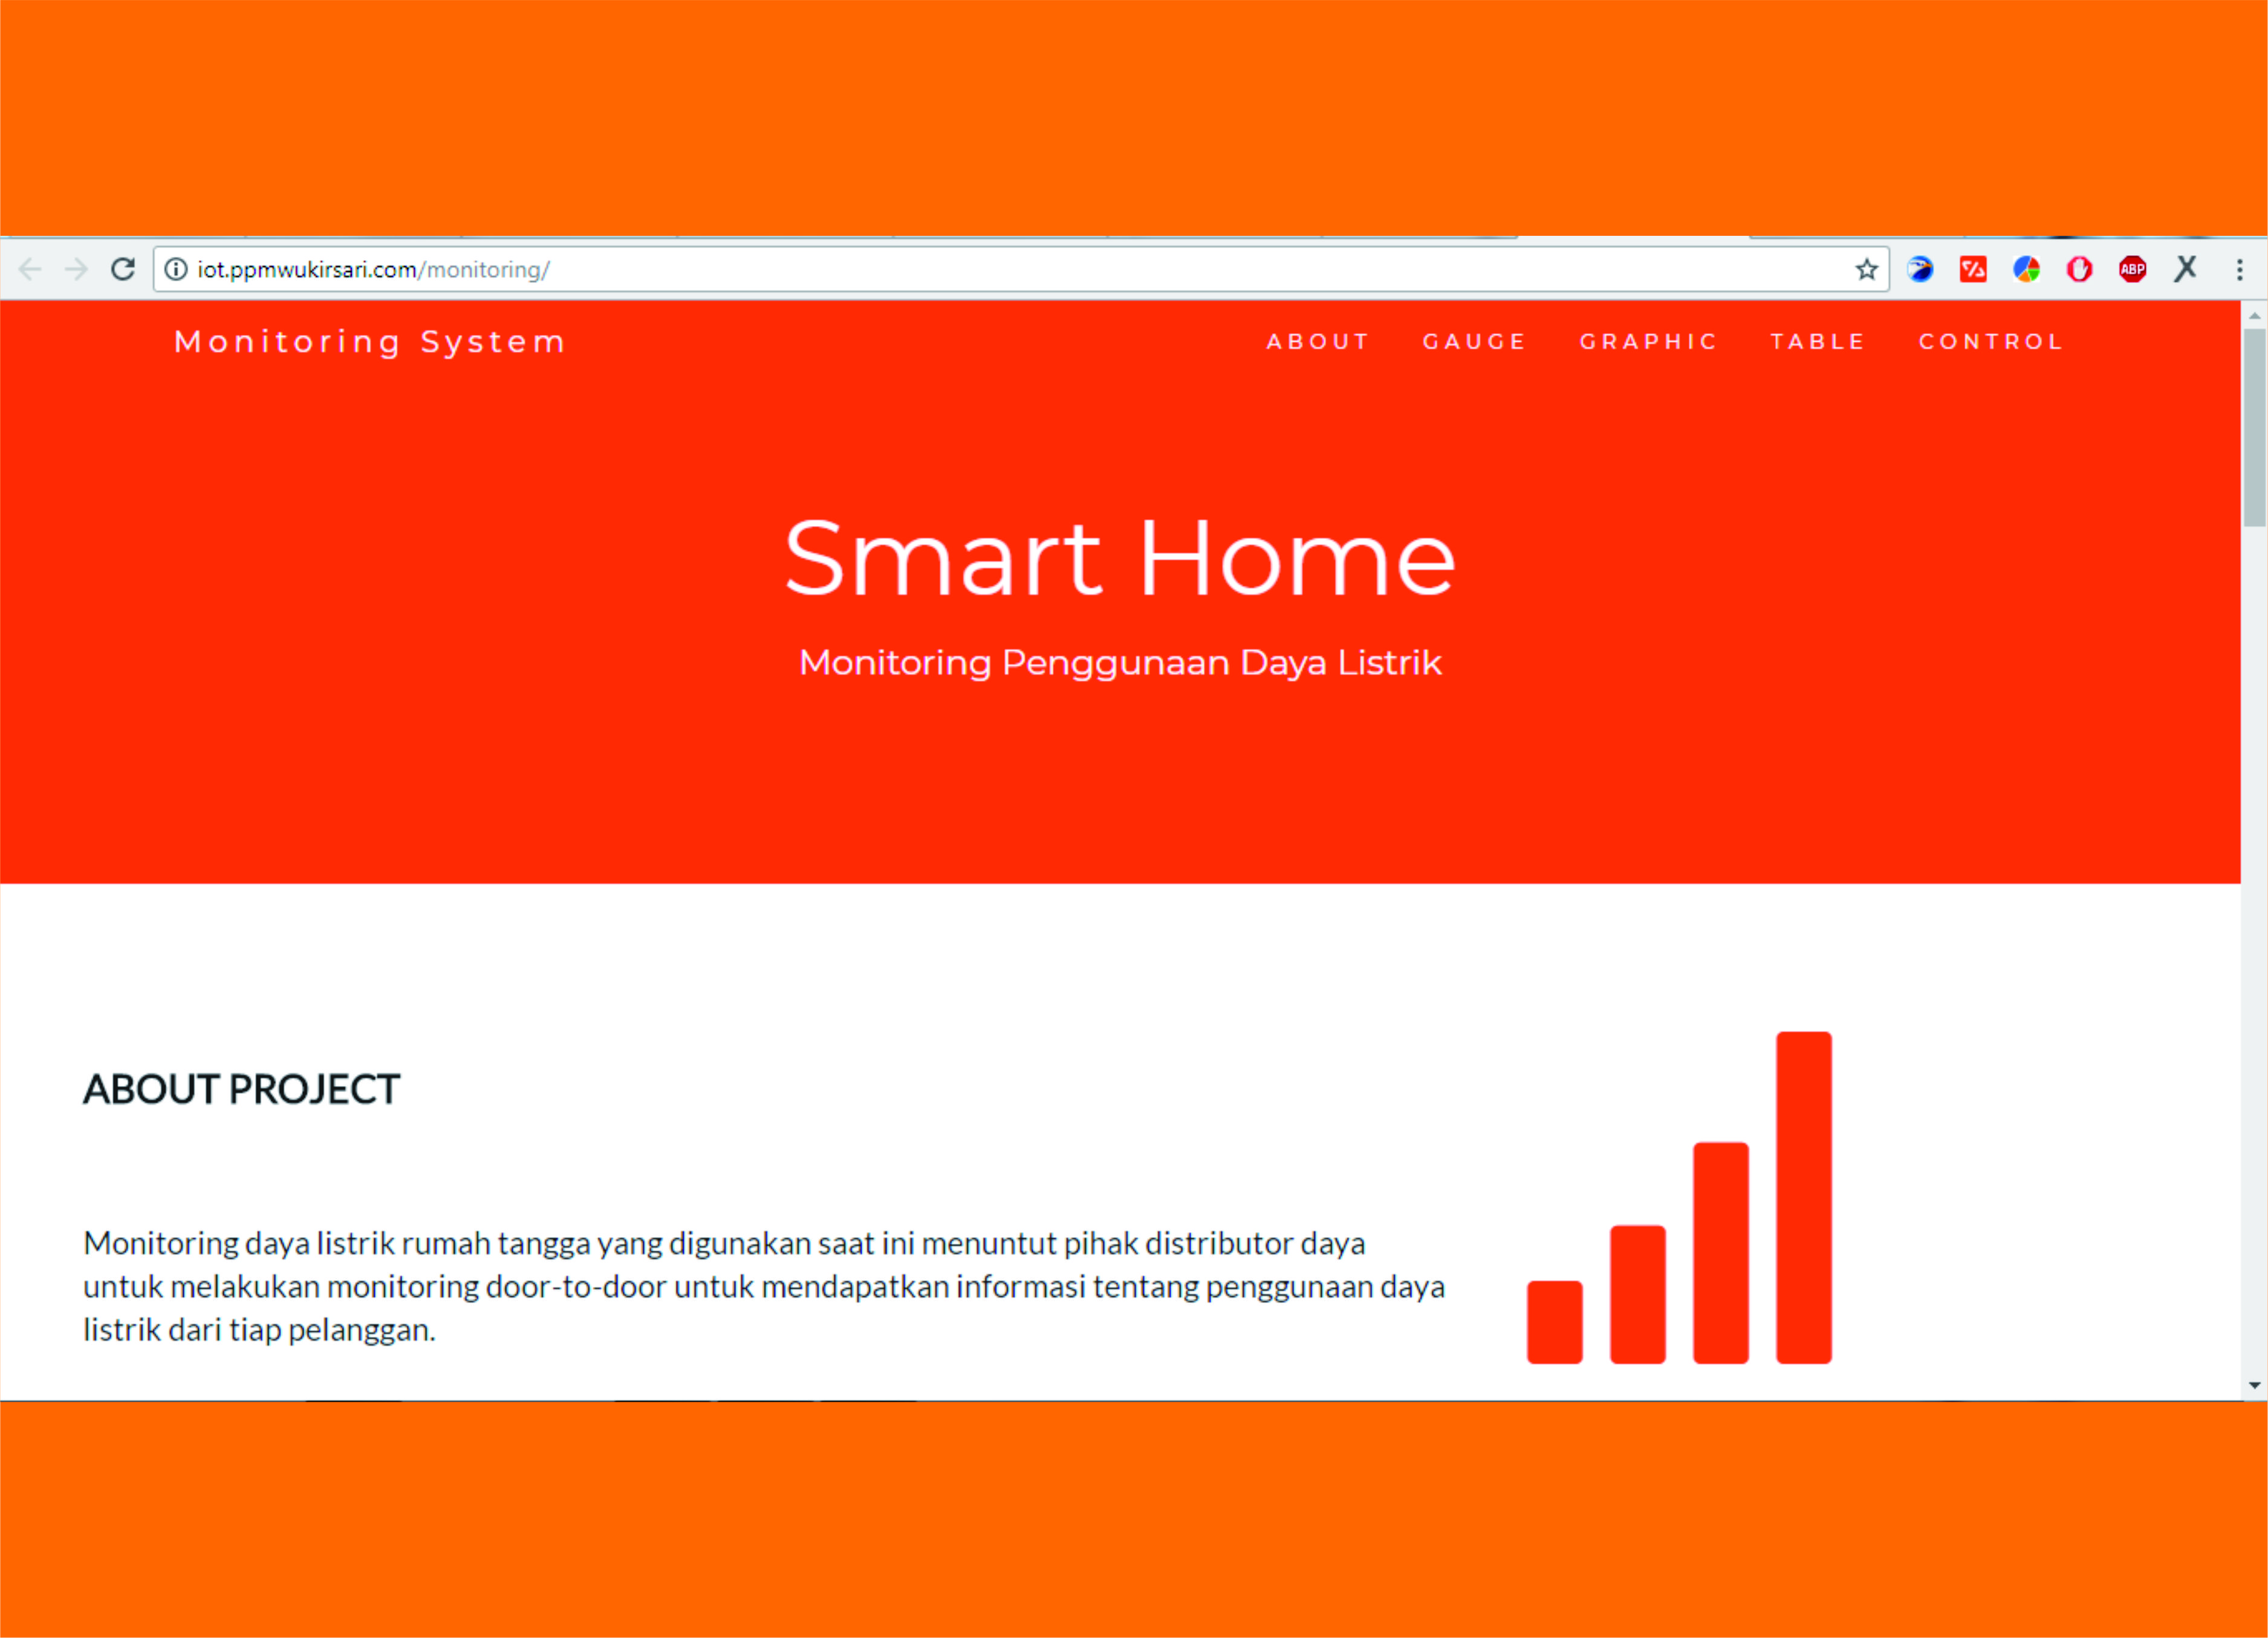 iot.ppmwukirsari.com/monitoring/
ABP
Monitoring System
ABOUT GAUGE GRAPHIC TABLE CONTROL
Smart Home
Monitoring Penggunaan Daya Listrik
ABOUT PROJECT
Monitoring daya listrik rumah tangga yang digunakan saat ini menuntut pihak distributor daya
untuk melakukan monitoring door-to-door untuk mendapatkan informasi tentang penggunaan daya
listrik dari tiap pelanggan.